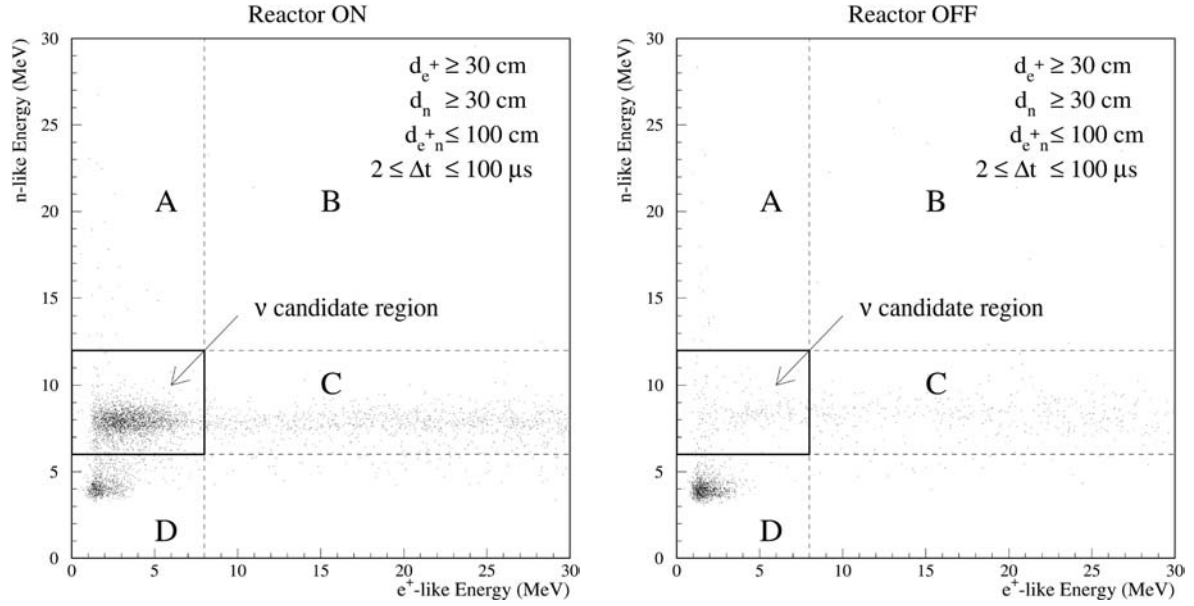 Reactor ON
n-like Energy (MeV)
30
25
20
15
10
5
0
d_e+ ≥ 30 cm
d_n ≥ 30 cm
d_e+n ≤ 100 cm
2 ≤ Δt ≤ 100 μs
A
B
ν candidate region
C
D
0 5 10 15 20 25 30
e⁺-like Energy (MeV)
Reactor OFF
n-like Energy (MeV)
30
25
20
15
10
5
0
d_e+ ≥ 30 cm
d_n ≥ 30 cm
d_e+n ≤ 100 cm
2 ≤ Δt ≤ 100 μs
A
B
ν candidate region
C
D
0 5 10 15 20 25 30
e⁺-like Energy (MeV)